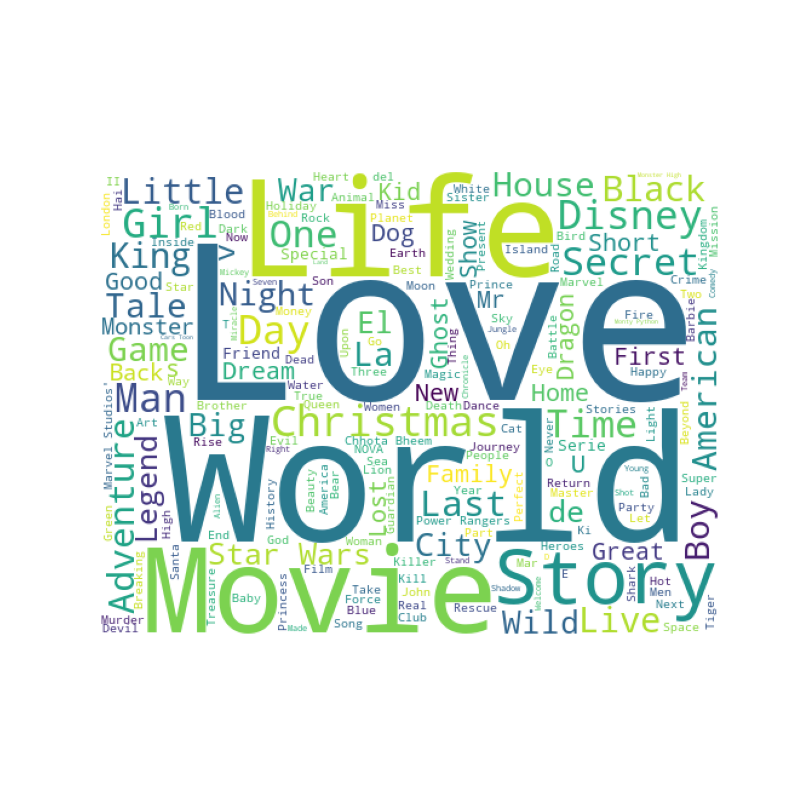 II
Hai
Little
Heart
del
War
Animal
Kid
White
Sister
House
Black
Monster High
London
Born
Red
Girl
Blood
Dark
Holiday
Behind
Rock
One
Miss
Planet
Dog
Life
Show
Wedding
Present
Island
Road
Bird
Disney
Short
Kingdom
Mission
King
Inside
Now
V
Special
Earth
Best
Secret
Marvel
Crime
Comedy
Good
Star
Mickey
Land
Seven
Son
Moon
Prince
Mr
Sky
Jungle
Tale
Night
Money
Love
Battle
Dragon
Fire
Two
Barbie
Monster
T
Miracle
Day
Upon
Go
El
Ghost
Thing
Oh
Monty Python
Cars Toon
Game
Friend
Dead
La
Eye
First
Back
s
Way
Dream
Water
True
Three
Magic
Chronicle
Happy
Team
Man
Brother
Queen
Women
Death
New
Dance
Home
Stories
Light
Beyond
American
Marvel Studios'
Art
Rise
Big
Christmas
Cat
Never
Time
Evil
Right
Chhota Bheem
Journey
Serie
Adventure
Legend
NOVA
People
O
U
Bad
Young
Super
Lady
World
Sea
Lion
Family
Perfect
Return
Master
Shot
High
Alien
History
Beauty
America
Bear
Lost
Guardian
Year
Last
de
Party
Let
Boy
Green
End
God
Woman
Power Rangers
Part
Ki
Breaking
Santa
Star Wars
Killer
City
o
Heroes
Great
Film
Kill
Mar
E
Shark
Hot
Men
Treasure
Baby
Princess
Take
Force
John
Real
Stand
Shadow
Welcome
Story
Next
Murder
Devil
Movie
Made
Song
Blue
Club
Rescue
Wild
Live
Space
Tiger